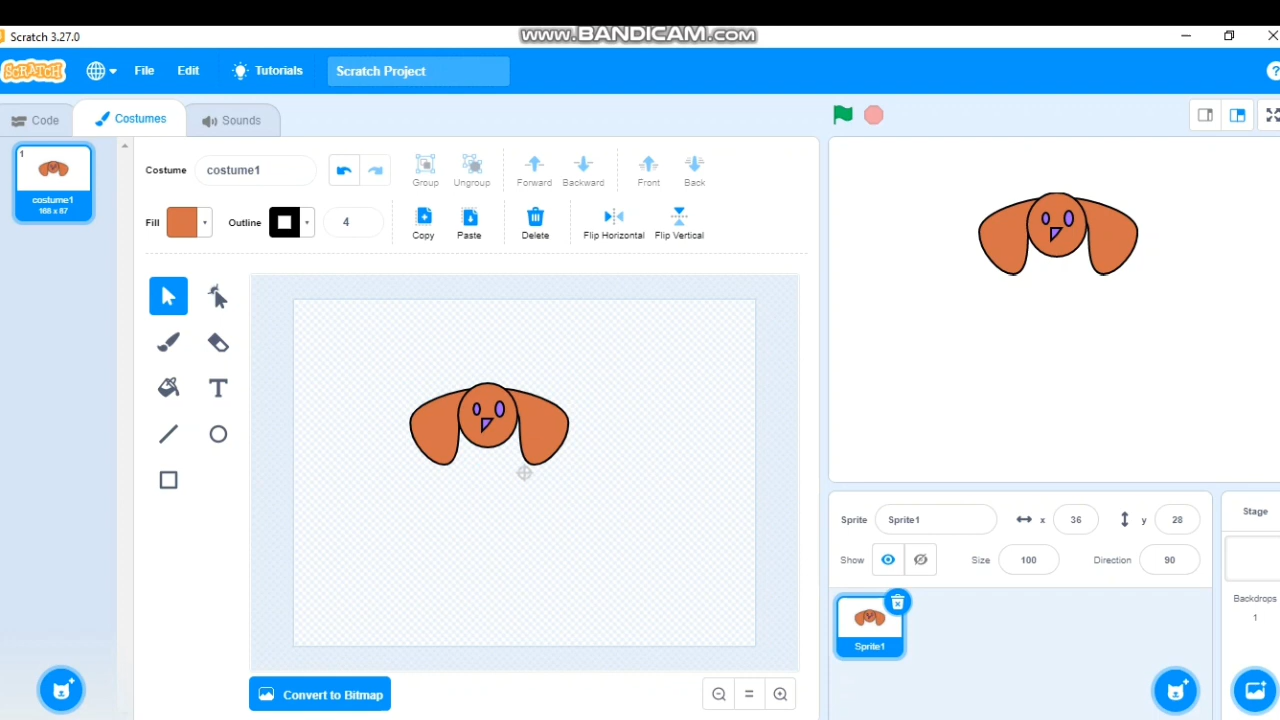 www.BANDICAM.com
Scratch 3.27.0
SCRATCH File Edit Tutorials Scratch Project ?
Code Costumes Sounds
1
costume1
168 x 87
Costume costume1 Group Ungroup Forward Backward Front Back
Fill Outline 4 Copy Paste Delete Flip Horizontal Flip Vertical
T
Convert to Bitmap
Sprite Sprite1 x 36 y 28
Show Size 100 Direction 90
Sprite1
Stage
Backdrops
1